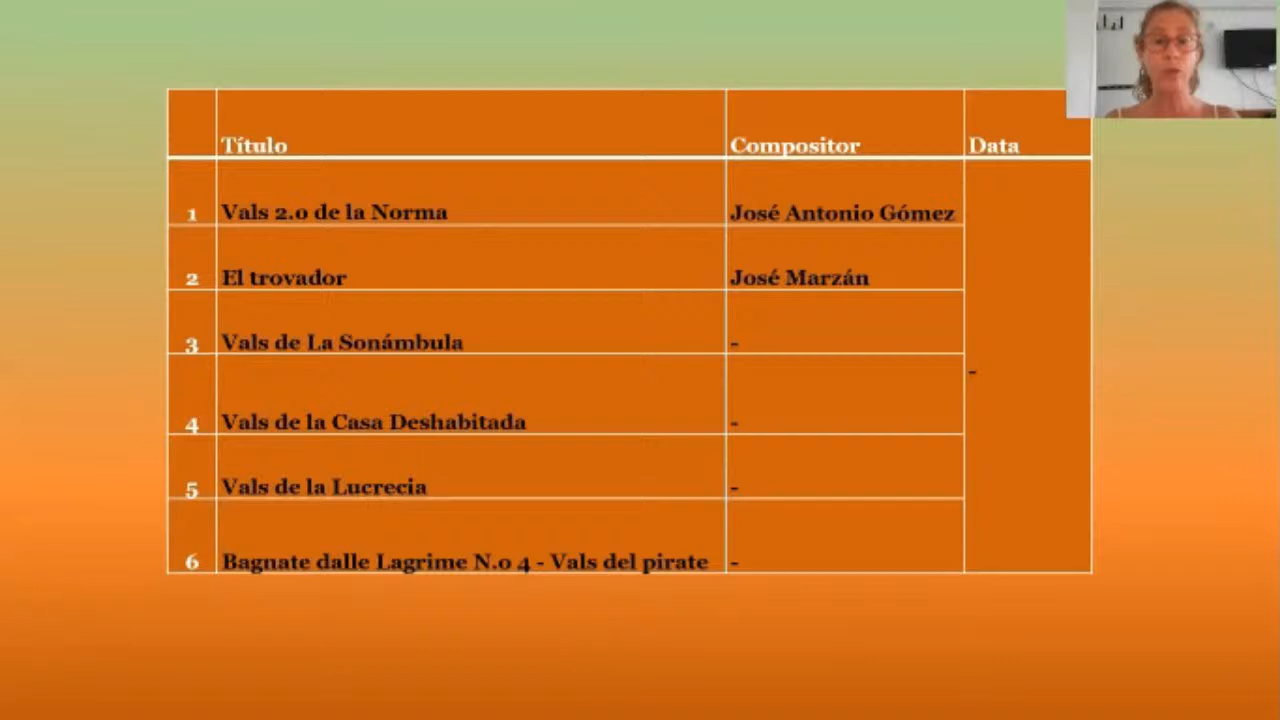 Título Compositor Data
1 Vals 2.0 de la Norma José Antonio Gómez
2 El trovador José Marzán
3 Vals de La Sonámbula -
-
4 Vals de la Casa Deshabitada -
5 Vals de la Lucrecia -
6 Bagnate dalle Lagrime N.o 4 - Vals del pirate -